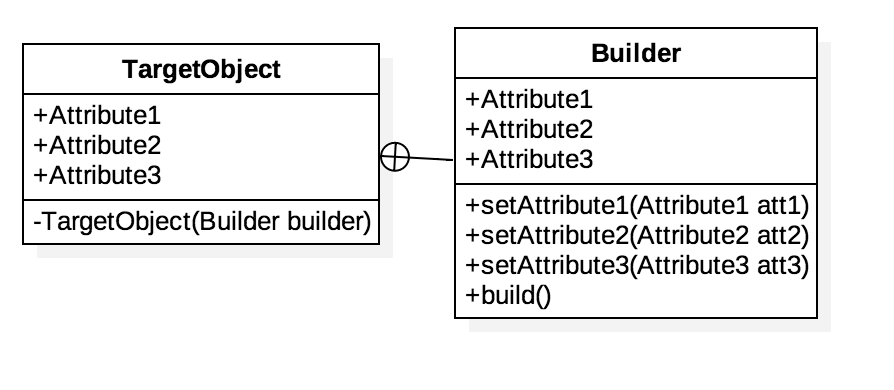 TargetObject
+Attribute1
+Attribute2
+Attribute3
-TargetObject(Builder builder)
Builder
+Attribute1
+Attribute2
+Attribute3
+setAttribute1(Attribute1 att1)
+setAttribute2(Attribute2 att2)
+setAttribute3(Attribute3 att3)
+build()